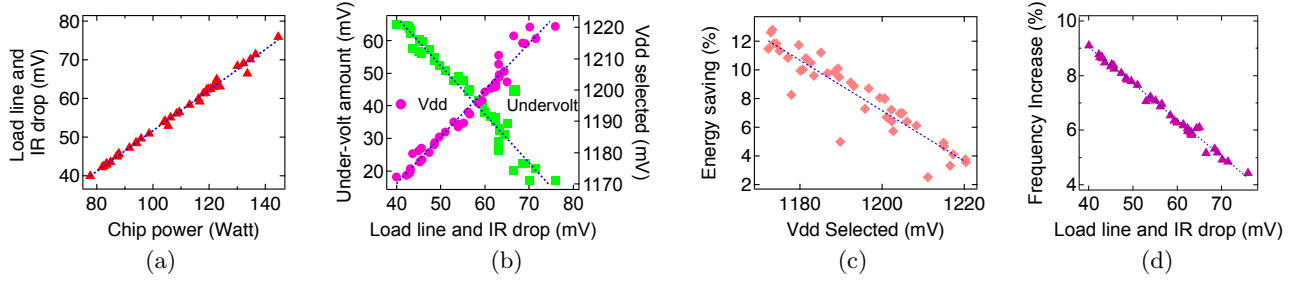 Load line and
IR drop (mV)
80
70
60
50
40
80
100
120
140
Chip power (Watt)
(a)
Under-volt amount (mV)
60
50
40
30
20
Vdd
Undervolt
1220
1210
1200
1190
1180
1170
Vdd selected (mV)
40
50
60
70
80
Load line and IR drop (mV)
(b)
Energy saving (%)
12
10
8
6
4
2
1180
1200
1220
Vdd Selected (mV)
(c)
Frequency Increase (%)
10
8
6
4
40
50
60
70
80
Load line and IR drop (mV)
(d)